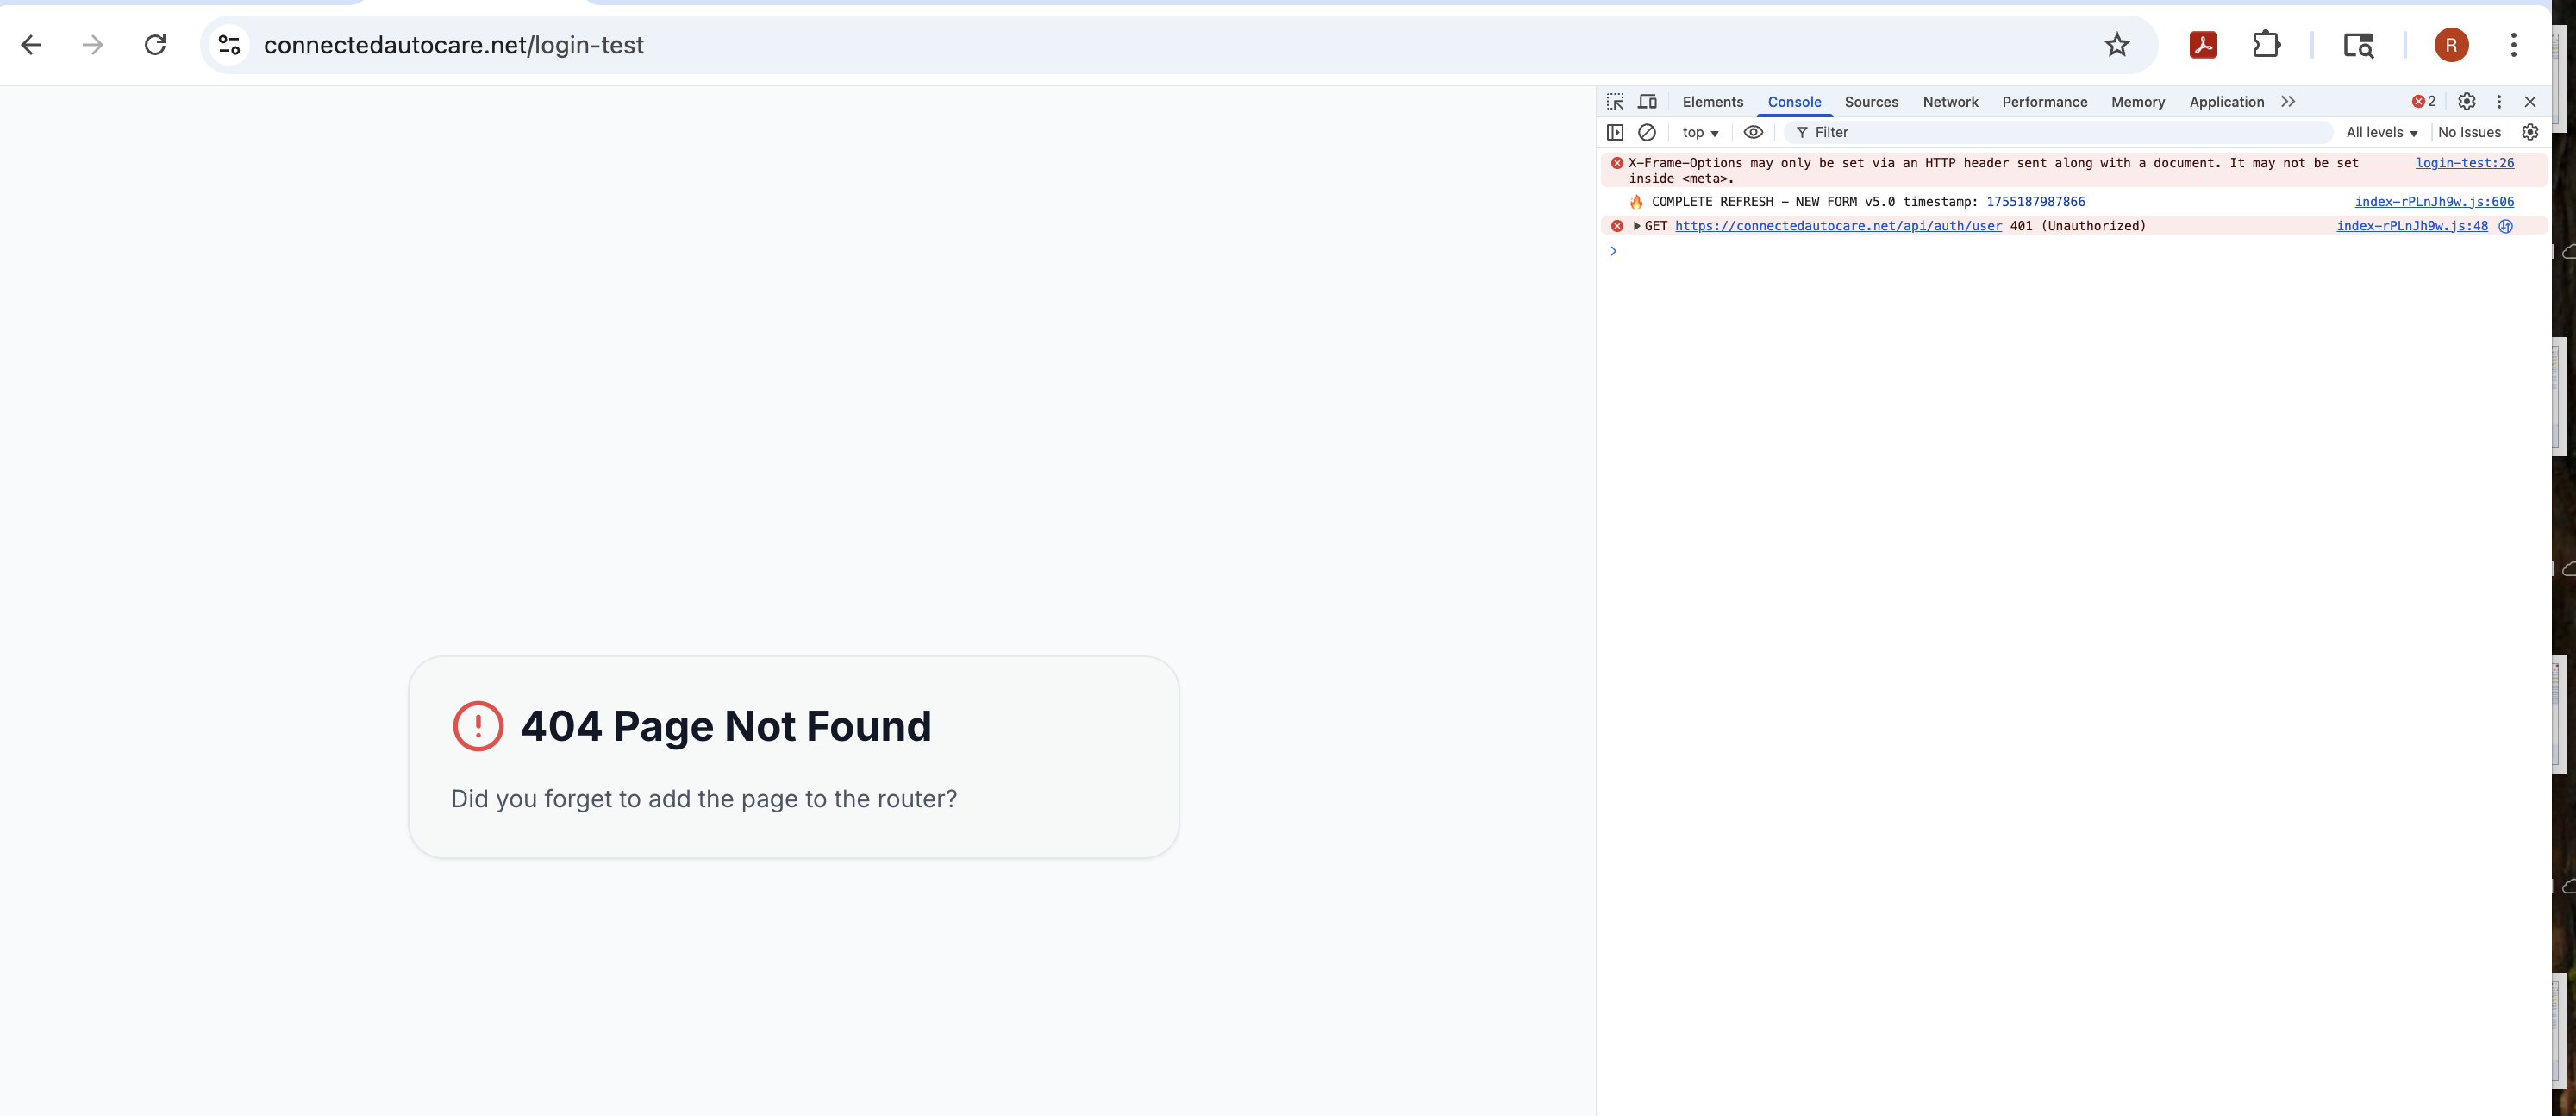 connectedautocare.net/login-test
R
Elements Console Sources Network Performance Memory Application 2
top Filter All levels No Issues
X-Frame-Options may only be set via an HTTP header sent along with a document. It may not be set login-test:26
inside <meta>.
🔥 COMPLETE REFRESH - NEW FORM v5.0 timestamp: 1755187987866 index-rPLnJh9w.js:606
GET https://connectedautocare.net/api/auth/user 401 (Unauthorized) index-rPLnJh9w.js:48
404 Page Not Found
Did you forget to add the page to the router?